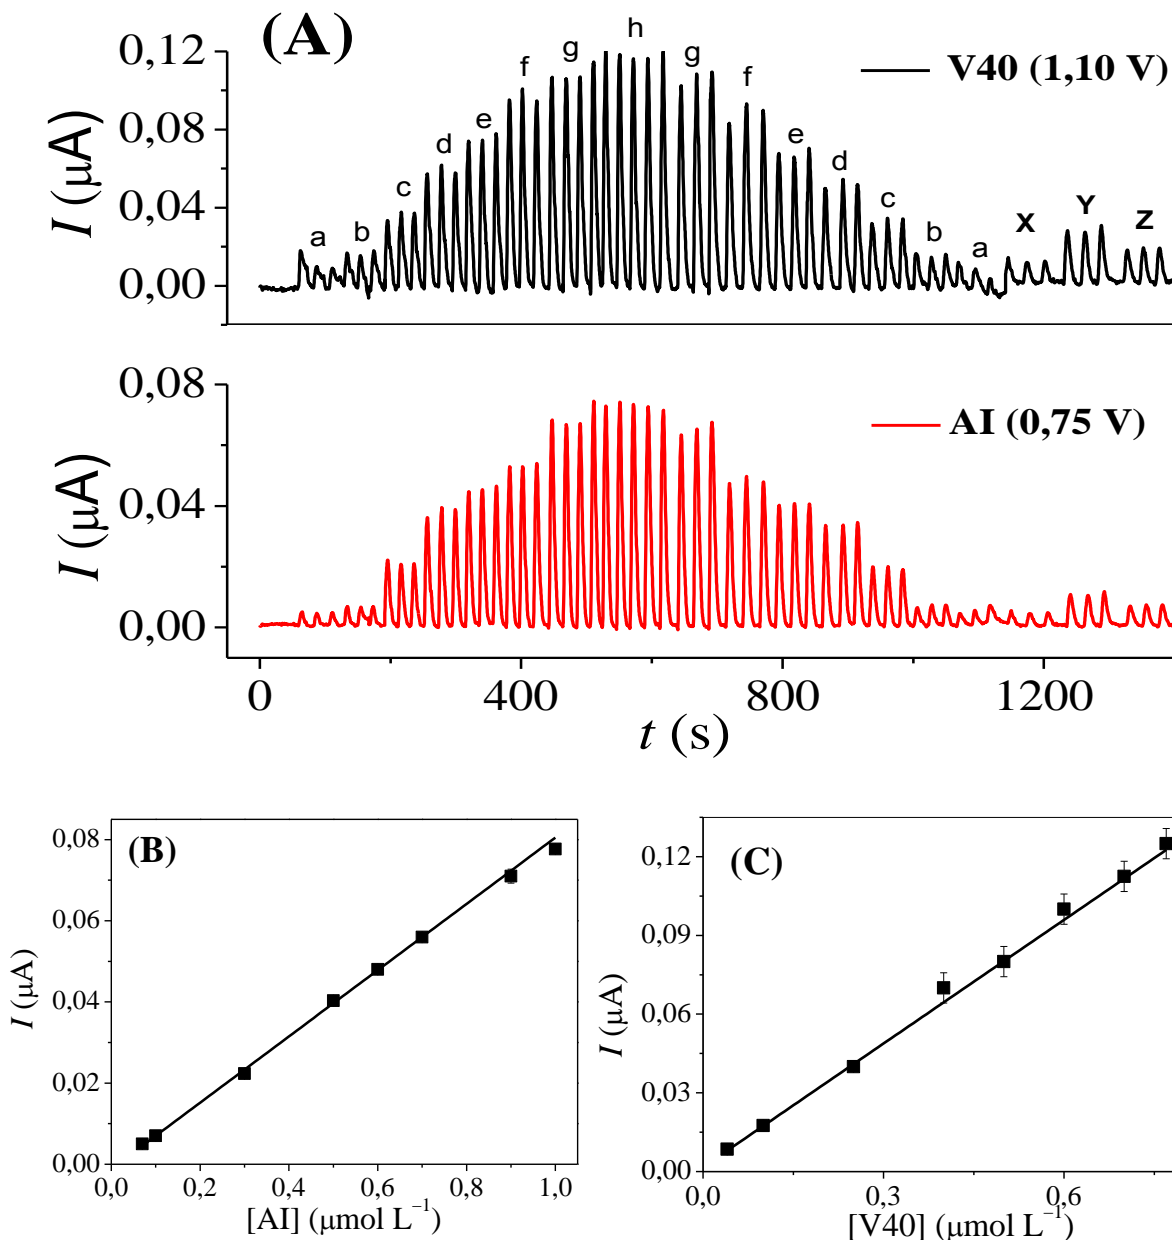 (A)
V40 (1,10 V)
I (µA)
0,12
0,08
0,04
0,00
a b c d e f g h g f e d c b a X Y Z
AI (0,75 V)
I (µA)
0,08
0,04
0,00
0 400 800 1200
t (s)
(B)
I (µA)
0,08
0,06
0,04
0,02
0,00
0,0 0,2 0,4 0,6 0,8 1,0
[AI] (µmol L⁻¹)
(C)
I (µA)
0,12
0,09
0,06
0,03
0,00
0,0 0,3 0,6
[V40] (µmol L⁻¹)